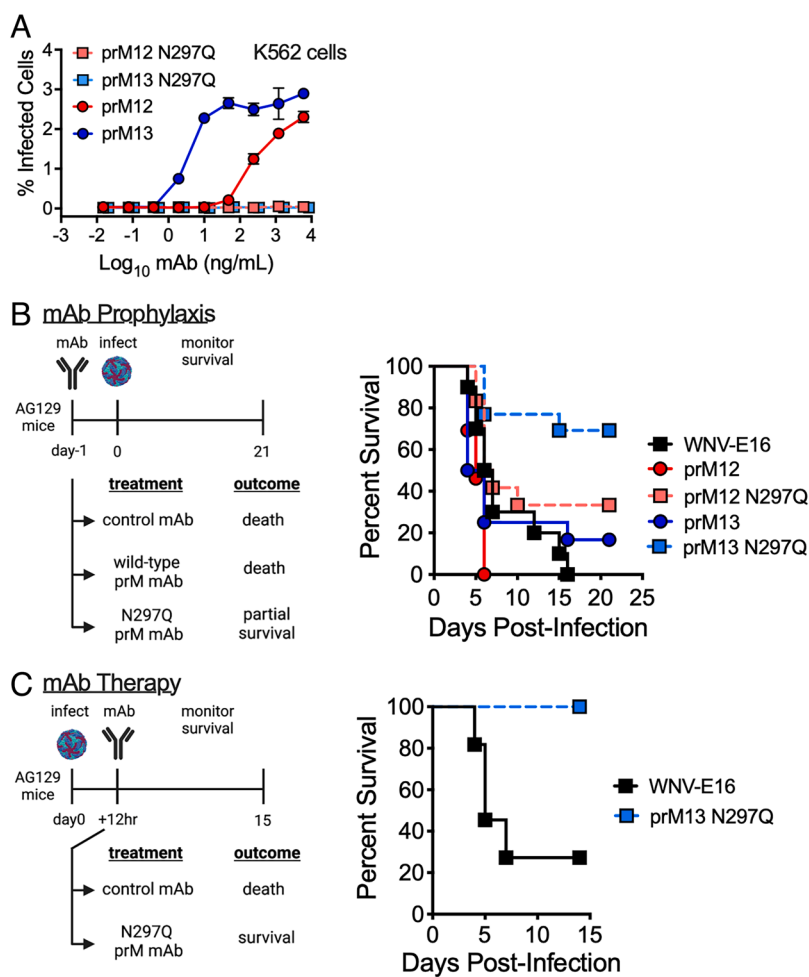 A
K562 cells
prM12 N297Q
prM13 N297Q
prM12
prM13
% Infected Cells
4
3
2
1
0
-3 -2 -1 0 1 2 3 4
Log10 mAb (ng/mL)
B mAb Prophylaxis
mAb infect monitor
survival
AG129
mice
day-1 0 21
treatment outcome
control mAb death
wild-type
prM mAb death
N297Q
prM mAb partial
survival
Percent Survival
100
80
60
40
20
0
0 5 10 15 20 25
Days Post-Infection
WNV-E16
prM12
prM12 N297Q
prM13
prM13 N297Q
C mAb Therapy
infect mAb monitor
survival
AG129
mice
day0 +12hr 15
treatment outcome
control mAb death
N297Q
prM mAb survival
Percent Survival
100
80
60
40
20
0
0 5 10 15
Days Post-Infection
WNV-E16
prM13 N297Q